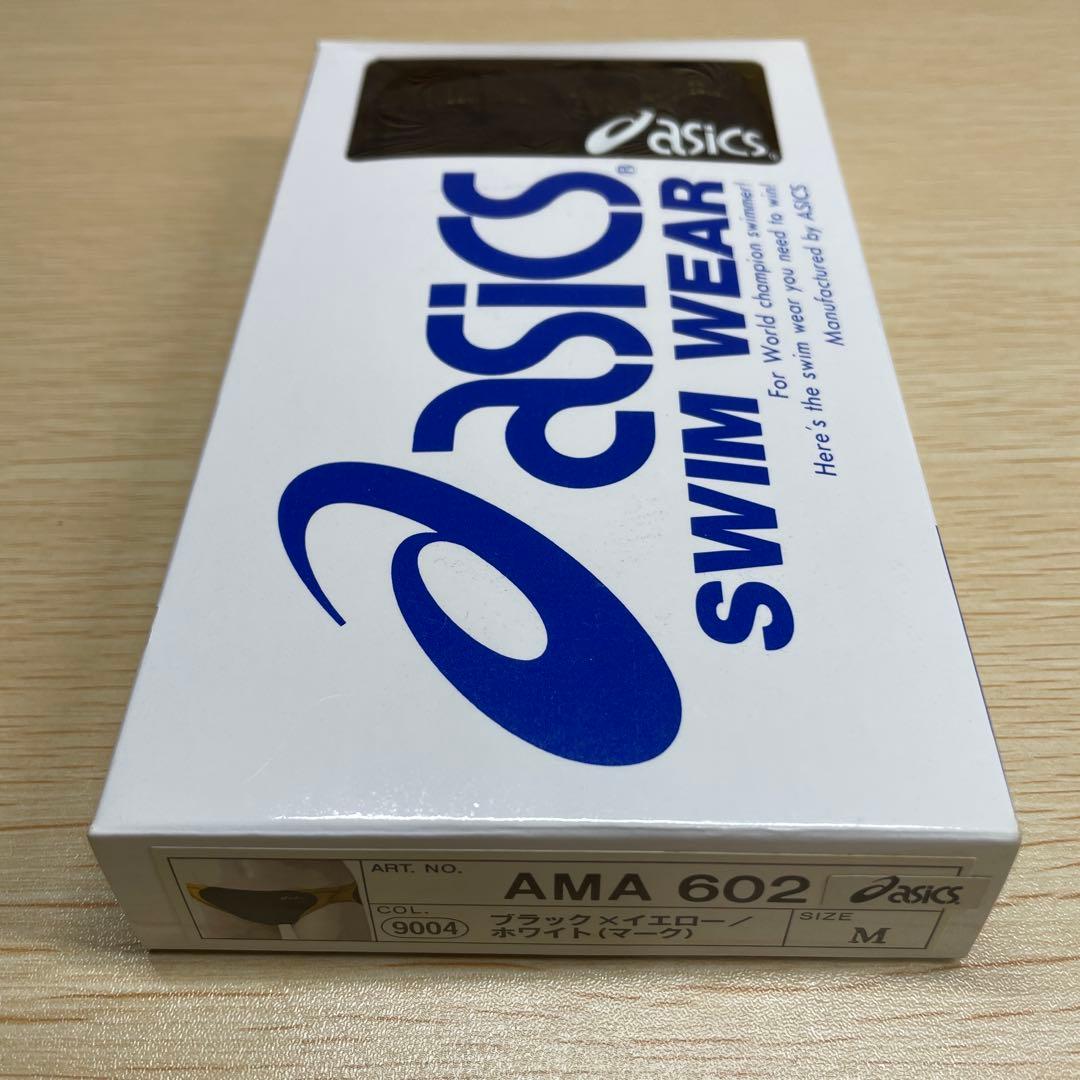 asics
asics®
SWIM WEAR
For World champion swimmer!
Here's the swim wear you need to win!
Manufactured by ASICS
ART. NO.
AMA 602
asics
COL.
9004
ブラック×イエロー/
ホワイト(マーク)
SIZE
M